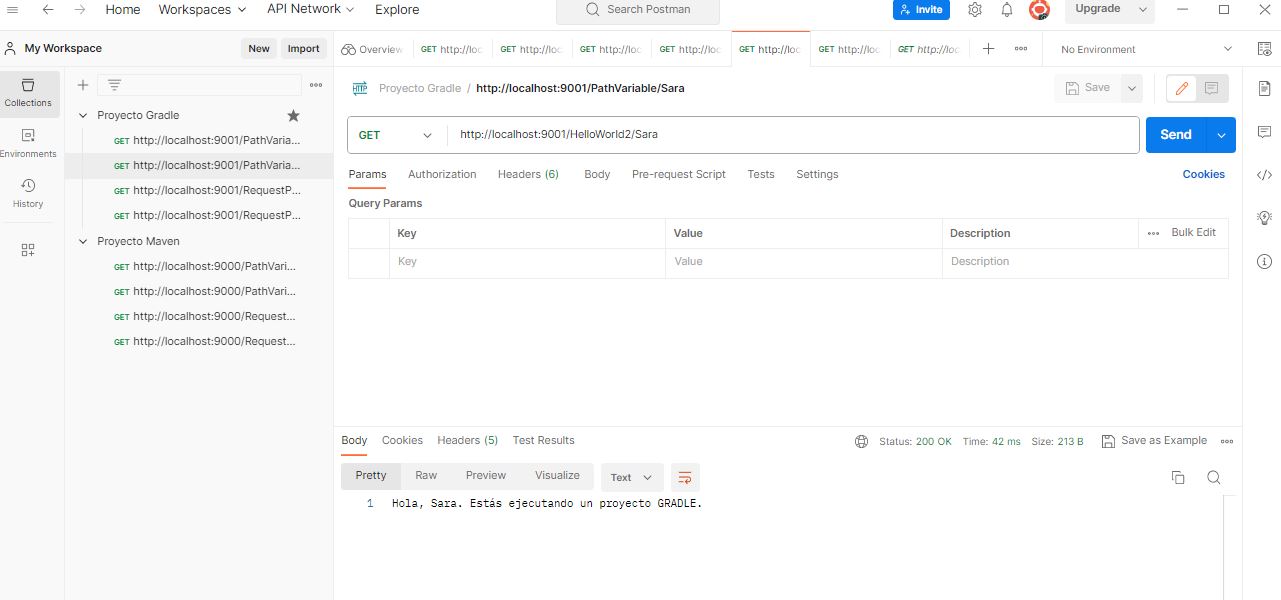 Home Workspaces API Network Explore Search Postman Invite Upgrade
My Workspace New Import Overview GET http://loc GET http://loc GET http://loc GET http://loc GET http://loc GET http://loc GET http://loc No Environment
Collections
Environments
History
Proyecto Gradle
GET http://localhost:9001/PathVaria...
GET http://localhost:9001/PathVaria...
GET http://localhost:9001/RequestP...
GET http://localhost:9001/RequestP...
Proyecto Maven
GET http://localhost:9000/PathVari...
GET http://localhost:9000/PathVari...
GET http://localhost:9000/Request...
GET http://localhost:9000/Request...
HTTP Proyecto Gradle / http://localhost:9001/PathVariable/Sara Save
GET http://localhost:9001/HelloWorld2/Sara Send
Params Authorization Headers (6) Body Pre-request Script Tests Settings Cookies
Query Params
Key Value Description Bulk Edit
Key Value Description
Body Cookies Headers (5) Test Results Status: 200 OK Time: 42 ms Size: 213 B Save as Example
Pretty Raw Preview Visualize Text
1 Hola, Sara. Estás ejecutando un proyecto GRADLE.